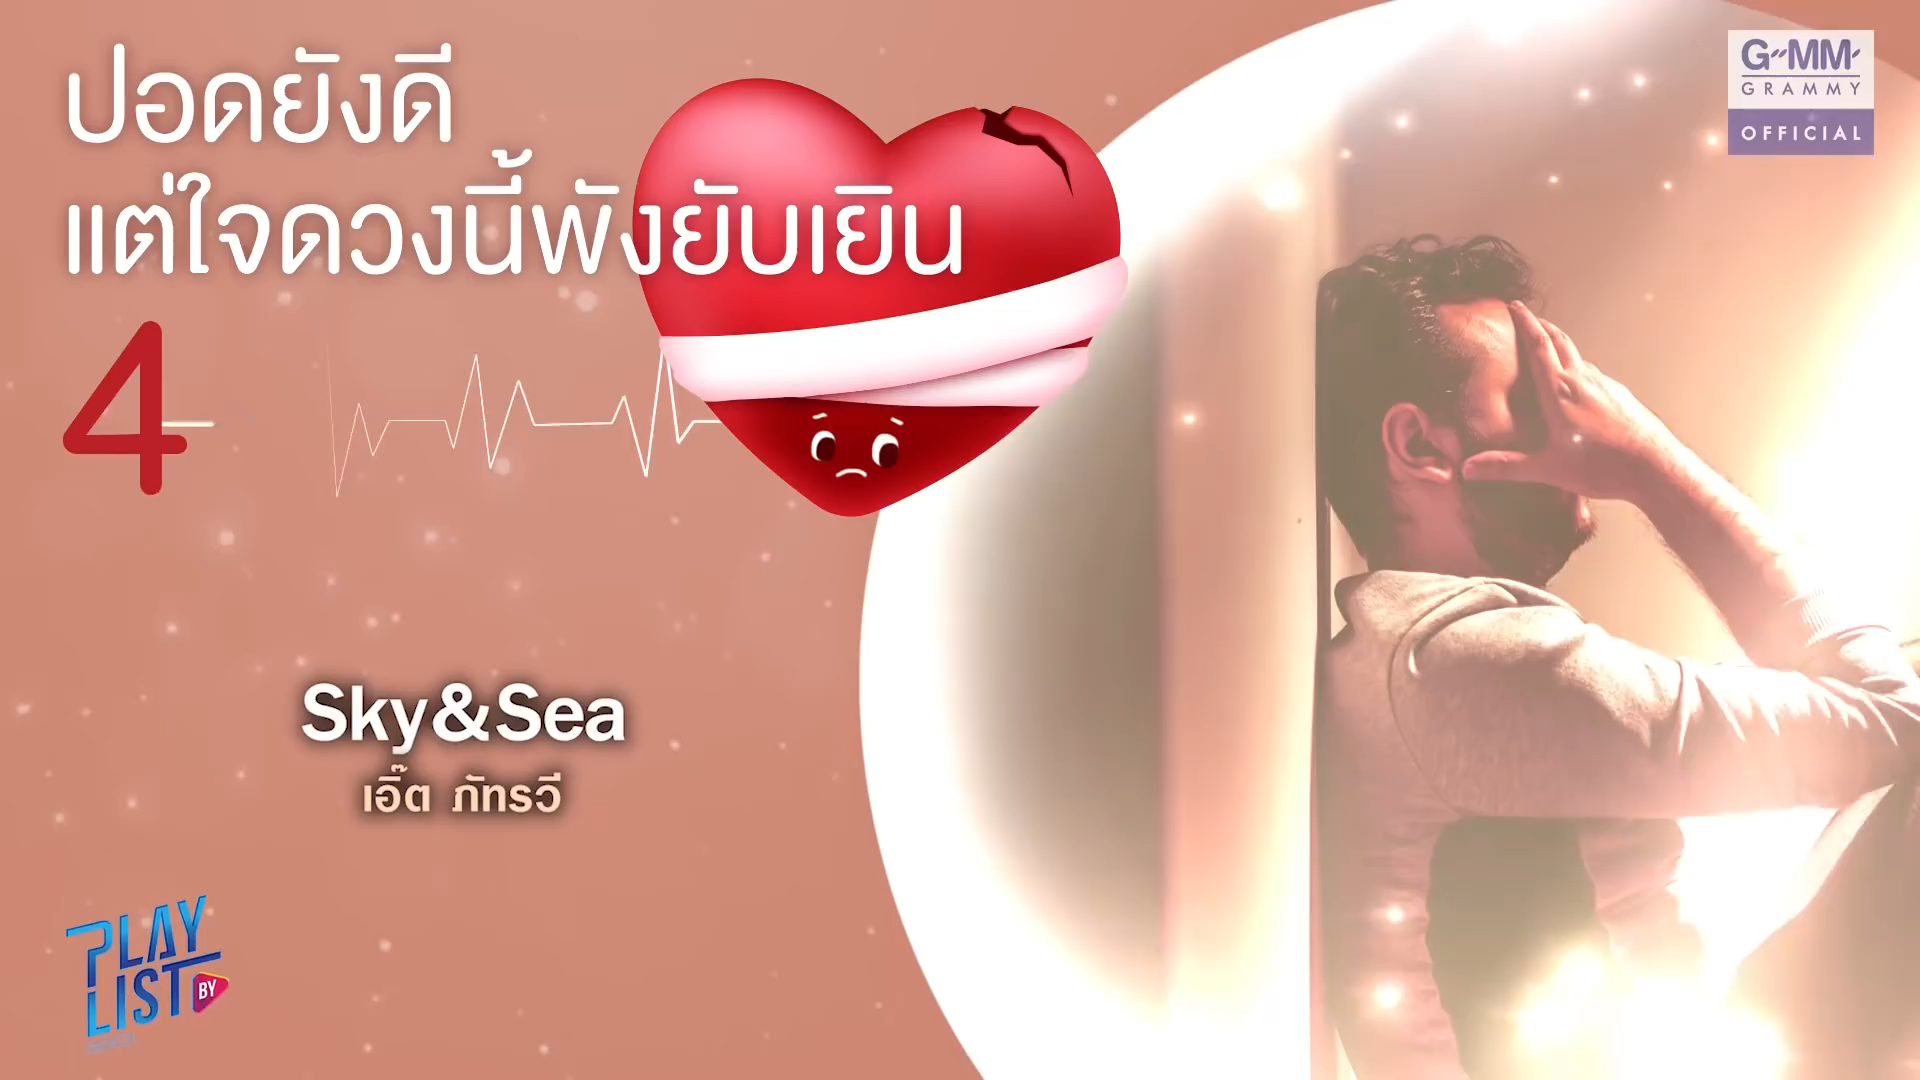 ปอดยังดี
แต่ใจดวงนี้พังยับเยิน
4
Sky&Sea
เอิ๊ต ภัทรวี
GMM
GRAMMY
OFFICIAL
PLAY
LIST BY